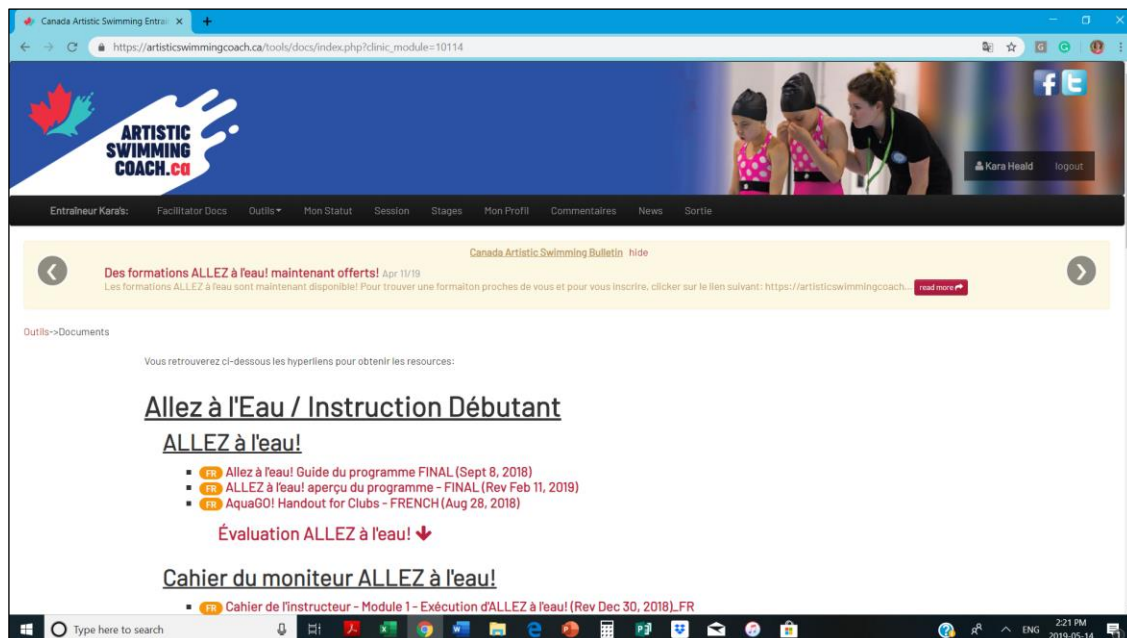 Canada Artistic Swimming Entraî
https://artisticswimmingcoach.ca/tools/docs/index.php?clinic_module=10114
ARTISTIC
SWIMMING
COACH.ca
Kara Heald logout
Entraîneur Kara's: Facilitator Docs Outils Mon Statut Session Stages Mon Profil Commentaires News Sortie
Canada Artistic Swimming Bulletin hide
Des formations ALLEZ à l'eau! maintenant offerts! Apr 11/19
Les formations ALLEZ à l'eau sont maintenant disponible! Pour trouver une formaiton proches de vous et pour vous inscrire, clicker sur le lien suivant: https://artisticswimmingcoach... read more
Outils->Documents
Vous retrouverez ci-dessous les hyperliens pour obtenir les resources:
Allez à l'Eau / Instruction Débutant
ALLEZ à l'eau!
FR Allez à l'eau! Guide du programme FINAL (Sept 8, 2018)
FR ALLEZ à l'eau! aperçu du programme - FINAL (Rev Feb 11, 2019)
FR AquaGO! Handout for Clubs - FRENCH (Aug 28, 2018)
Évaluation ALLEZ à l'eau!
Cahier du moniteur ALLEZ à l'eau!
FR Cahier de l'instructeur - Module 1 - Exécution d'ALLEZ à l'eau! (Rev Dec 30, 2018)_FR
Type here to search
ENG
2:21 PM
2019-05-14